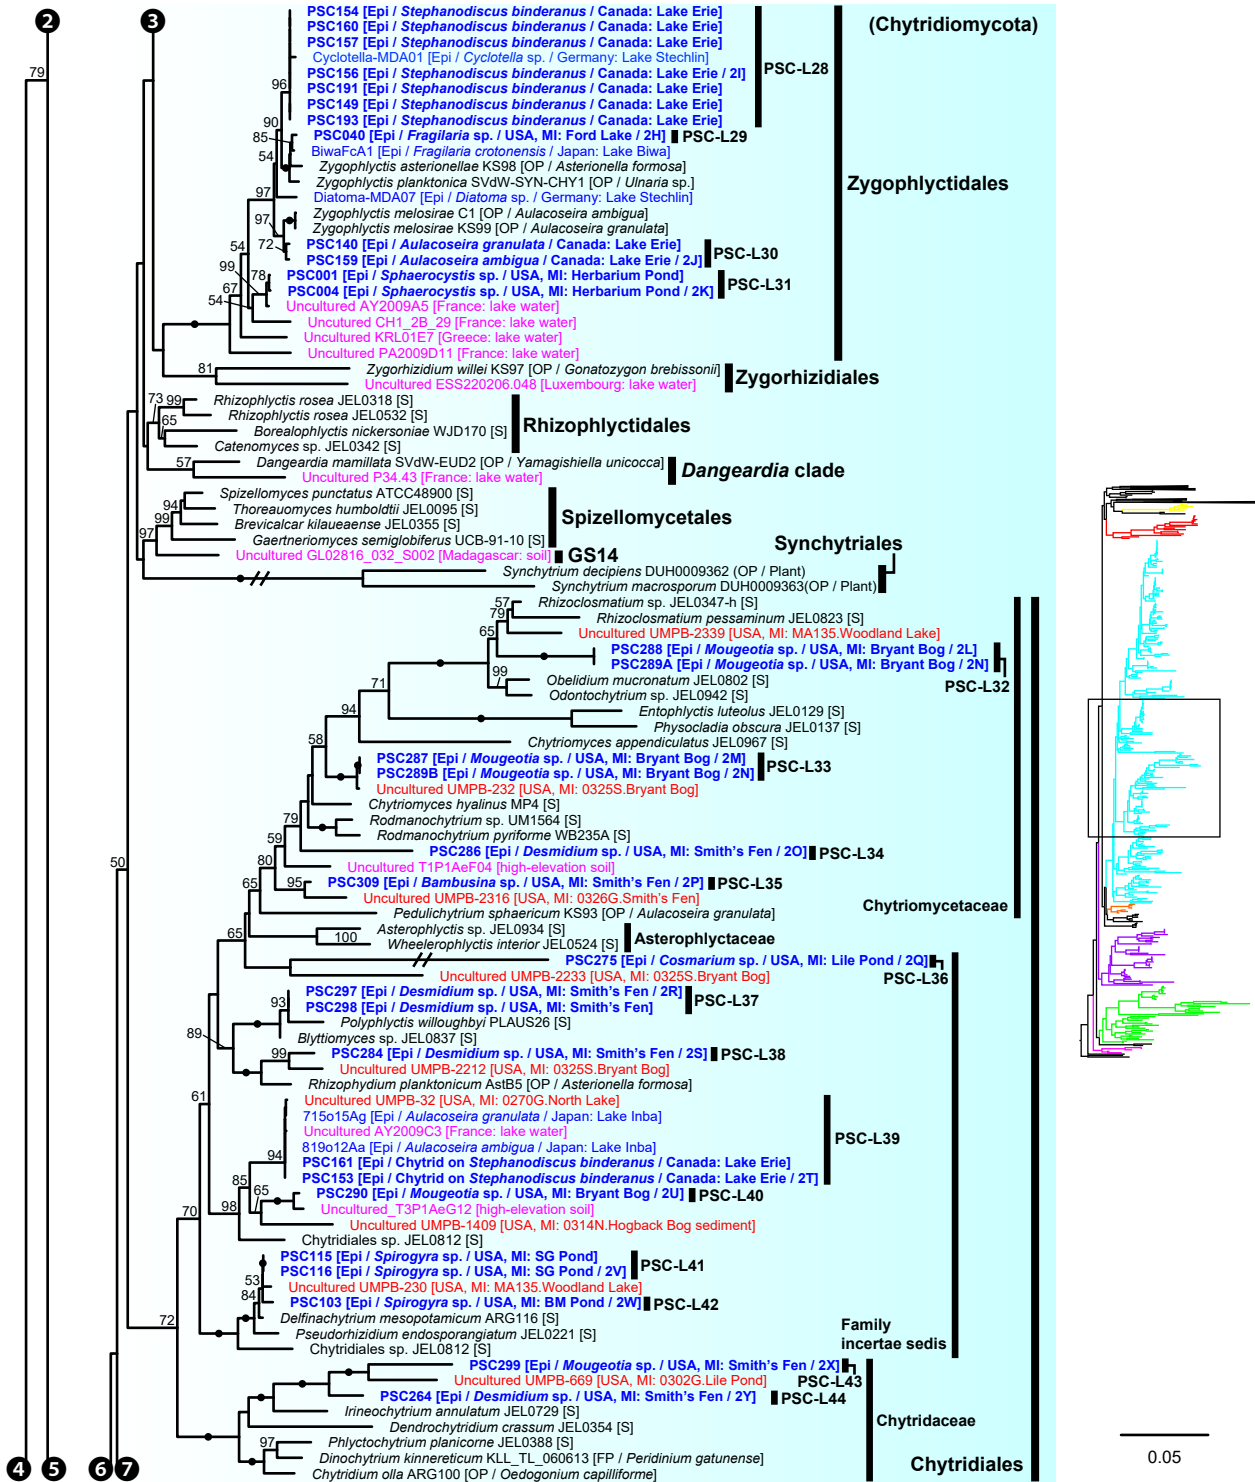 2
3
(Chytridiomycota)
PSC154 [Epi / Stephanodiscus binderanus / Canada: Lake Erie]
PSC160 [Epi / Stephanodiscus binderanus / Canada: Lake Erie]
PSC157 [Epi / Stephanodiscus binderanus / Canada: Lake Erie]
Cyclotella-MDA01 [Epi / Cyclotella sp. / Germany: Lake Stechlin]
PSC-L28
PSC156 [Epi / Stephanodiscus binderanus / Canada: Lake Erie / 2I]
79
96
PSC191 [Epi / Stephanodiscus binderanus / Canada: Lake Erie]
PSC149 [Epi / Stephanodiscus binderanus / Canada: Lake Erie]
PSC193 [Epi / Stephanodiscus binderanus / Canada: Lake Erie]
90
85
PSC040 [Epi / Fragilaria sp. / USA, MI: Ford Lake / 2H]
PSC-L29
BiwaFcA1 [Epi / Fragilaria crotonensis / Japan: Lake Biwa]
54
Zygophlyctis asterionellae KS98 [OP / Asterionella formosa]
Zygophlyctis planktonica SVdW-SYN-CHY1 [OP / Ulnaria sp.]
Zygophlyctidales
97
Diatoma-MDA07 [Epi / Diatoma sp. / Germany: Lake Stechlin]
Zygophlyctis melosirae C1 [OP / Aulacoseira ambigua]
97
Zygophlyctis melosirae KS99 [OP / Aulacoseira granulata]
54
72
PSC140 [Epi / Aulacoseira granulata / Canada: Lake Erie]
PSC159 [Epi / Aulacoseira ambigua / Canada: Lake Erie / 2J]
PSC-L30
99
78
PSC001 [Epi / Sphaerocystis sp. / USA, MI: Herbarium Pond]
PSC004 [Epi / Sphaerocystis sp. / USA, MI: Herbarium Pond / 2K]
PSC-L31
67
54
Uncultured AY2009A5 [France: lake water]
Uncutured CH1_2B_29 [France: lake water]
Uncultured KRL01E7 [Greece: lake water]
Uncultured PA2009D11 [France: lake water]
81
Zygorhizidium willei KS97 [OP / Gonatozygon brebissonii]
Uncultured ESS220206.048 [Luxembourg: lake water]
Zygorhizidiales
73
99
Rhizophlyctis rosea JEL0318 [S]
Rhizophlyctis rosea JEL0532 [S]
65
Borealophlyctis nickersoniae WJD170 [S]
Catenomyces sp. JEL0342 [S]
Rhizophlyctidales
57
Dangeardia mamillata SVdW-EUD2 [OP / Yamagishiella unicocca]
Uncultured P34.43 [France: lake water]
Dangeardia clade
Spizellomyces punctatus ATCC48900 [S]
94
Thoreauomyces humboldtii JEL0095 [S]
99
Brevicalcar kilaueaense JEL0355 [S]
97
Gaertneriomyces semiglobiferus UCB-91-10 [S]
Spizellomycetales
Uncultured GL02816_032_S002 [Madagascar: soil]
GS14
Synchytriales
Synchytrium decipiens DUH0009362 (OP / Plant)
Synchytrium macrosporum DUH0009363(OP / Plant)
57
Rhizoclosmatium sp. JEL0347-h [S]
79
Rhizoclosmatium pessaminum JEL0823 [S]
65
Uncultured UMPB-2339 [USA, MI: MA135.Woodland Lake]
PSC288 [Epi / Mougeotia sp. / USA, MI: Bryant Bog / 2L]
PSC289A [Epi / Mougeotia sp. / USA, MI: Bryant Bog / 2N]
PSC-L32
99
Obelidium mucronatum JEL0802 [S]
Odontochytrium sp. JEL0942 [S]
71
Entophlyctis luteolus JEL0129 [S]
94
Physocladia obscura JEL0137 [S]
Chytriomyces appendiculatus JEL0967 [S]
58
PSC287 [Epi / Mougeotia sp. / USA, MI: Bryant Bog / 2M]
PSC289B [Epi / Mougeotia sp. / USA, MI: Bryant Bog / 2N]
PSC-L33
Uncultured UMPB-232 [USA, MI: 0325S.Bryant Bog]
Chytriomyces hyalinus MP4 [S]
79
Rodmanochytrium sp. UM1564 [S]
Rodmanochytrium pyriforme WB235A [S]
59
PSC286 [Epi / Desmidium sp. / USA, MI: Smith's Fen / 2O]
PSC-L34
50
80
Uncultured T1P1AeF04 [high-elevation soil]
65
95
PSC309 [Epi / Bambusina sp. / USA, MI: Smith's Fen / 2P]
PSC-L35
Uncultured UMPB-2316 [USA, MI: 0326G.Smith's Fen]
Chytriomycetaceae
Pedulichytrium sphaericum KS93 [OP / Aulacoseira granulata]
65
Asterophlyctis sp. JEL0934 [S]
100
Wheelerophlyctis interior JEL0524 [S]
Asterophlyctaceae
PSC275 [Epi / Cosmarium sp. / USA, MI: Lile Pond / 2Q]
Uncultured UMPB-2233 [USA, MI: 0325S.Bryant Bog]
PSC-L36
93
PSC297 [Epi / Desmidium sp. / USA, MI: Smith's Fen / 2R]
PSC298 [Epi / Desmidium sp. / USA, MI: Smith's Fen]
PSC-L37
Polyphlyctis willoughbyi PLAUS26 [S]
89
Blyttiomyces sp. JEL0837 [S]
99
PSC284 [Epi / Desmidium sp. / USA, MI: Smith's Fen / 2S]
PSC-L38
Uncultured UMPB-2212 [USA, MI: 0325S.Bryant Bog]
Rhizophydium planktonicum AstB5 [OP / Asterionella formosa]
61
Uncultured UMPB-32 [USA, MI: 0270G.North Lake]
715o15Ag [Epi / Aulacoseira granulata / Japan: Lake Inba]
Uncultured AY2009C3 [France: lake water]
PSC-L39
819o12Aa [Epi / Aulacoseira ambigua / Japan: Lake Inba]
94
PSC161 [Epi / Chytrid on Stephanodiscus binderanus / Canada: Lake Erie]
PSC153 [Epi / Chytrid on Stephanodiscus binderanus / Canada: Lake Erie / 2T]
85
65
PSC290 [Epi / Mougeotia sp. / USA, MI: Bryant Bog / 2U]
PSC-L40
98
Uncultured_T3P1AeG12 [high-elevation soil]
70
Uncultured UMPB-1409 [USA, MI: 0314N.Hogback Bog sediment]
Chytridiales sp. JEL0812 [S]
PSC115 [Epi / Spirogyra sp. / USA, MI: SG Pond]
PSC116 [Epi / Spirogyra sp. / USA, MI: SG Pond / 2V]
PSC-L41
53
Uncultured UMPB-230 [USA, MI: MA135.Woodland Lake]
84
PSC103 [Epi / Spirogyra sp. / USA, MI: BM Pond / 2W]
PSC-L42
72
Delfinachytrium mesopotamicum ARG116 [S]
Pseudorhizidium endosporangiatum JEL0221 [S]
Chytridiales sp. JEL0812 [S]
Family
incertae sedis
PSC299 [Epi / Mougeotia sp. / USA, MI: Smith's Fen / 2X]
Uncultured UMPB-669 [USA, MI: 0302G.Lile Pond]
PSC-L43
PSC264 [Epi / Desmidium sp. / USA, MI: Smith's Fen / 2Y]
PSC-L44
Irineochytrium annulatum JEL0729 [S]
Dendrochytridium crassum JEL0354 [S]
Chytridaceae
97
Phlyctochytrium planicorne JEL0388 [S]
Dinochytrium kinnereticum KLL_TL_060613 [FP / Peridinium gatunense]
Chytridium olla ARG100 [OP / Oedogonium capilliforme]
Chytridiales
4
5
6
7
0.05